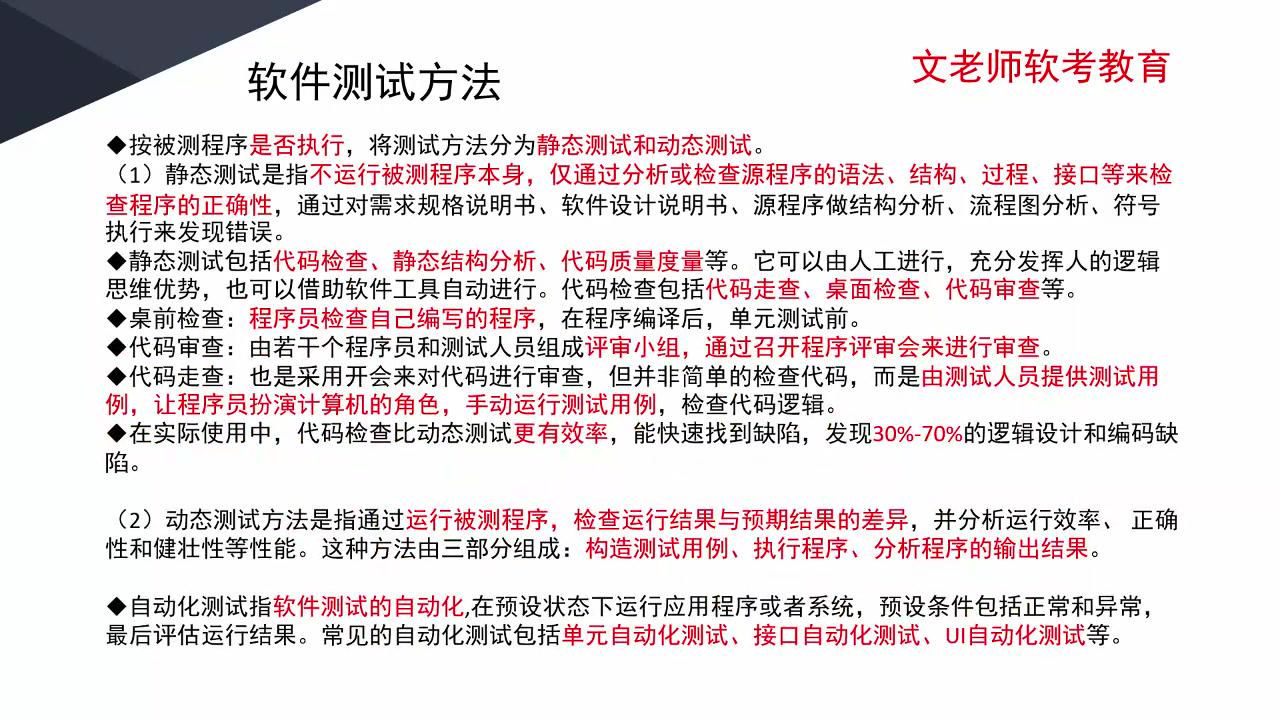 软件测试方法
文老师软考教育
◆按被测程序是否执行，将测试方法分为静态测试和动态测试。
（1）静态测试是指不运行被测程序本身，仅通过分析或检查源程序的语法、结构、过程、接口等来检
查程序的正确性，通过对需求规格说明书、软件设计说明书、源程序做结构分析、流程图分析、符号
执行来发现错误。
◆静态测试包括代码检查、静态结构分析、代码质量度量等。它可以由人工进行，充分发挥人的逻辑
思维优势，也可以借助软件工具自动进行。代码检查包括代码走查、桌面检查、代码审查等。
◆桌前检查：程序员检查自己编写的程序，在程序编译后，单元测试前。
◆代码审查：由若干个程序员和测试人员组成评审小组，通过召开程序评审会来进行审查。
◆代码走查：也是采用开会来对代码进行审查，但并非简单的检查代码，而是由测试人员提供测试用
例，让程序员扮演计算机的角色，手动运行测试用例，检查代码逻辑。
◆在实际使用中，代码检查比动态测试更有效率，能快速找到缺陷，发现30%-70%的逻辑设计和编码缺
陷。
（2）动态测试方法是指通过运行被测程序，检查运行结果与预期结果的差异，并分析运行效率、 正确
性和健壮性等性能。这种方法由三部分组成：构造测试用例、执行程序、分析程序的输出结果。
◆自动化测试指软件测试的自动化,在预设状态下运行应用程序或者系统，预设条件包括正常和异常，
最后评估运行结果。常见的自动化测试包括单元自动化测试、接口自动化测试、UI自动化测试等。